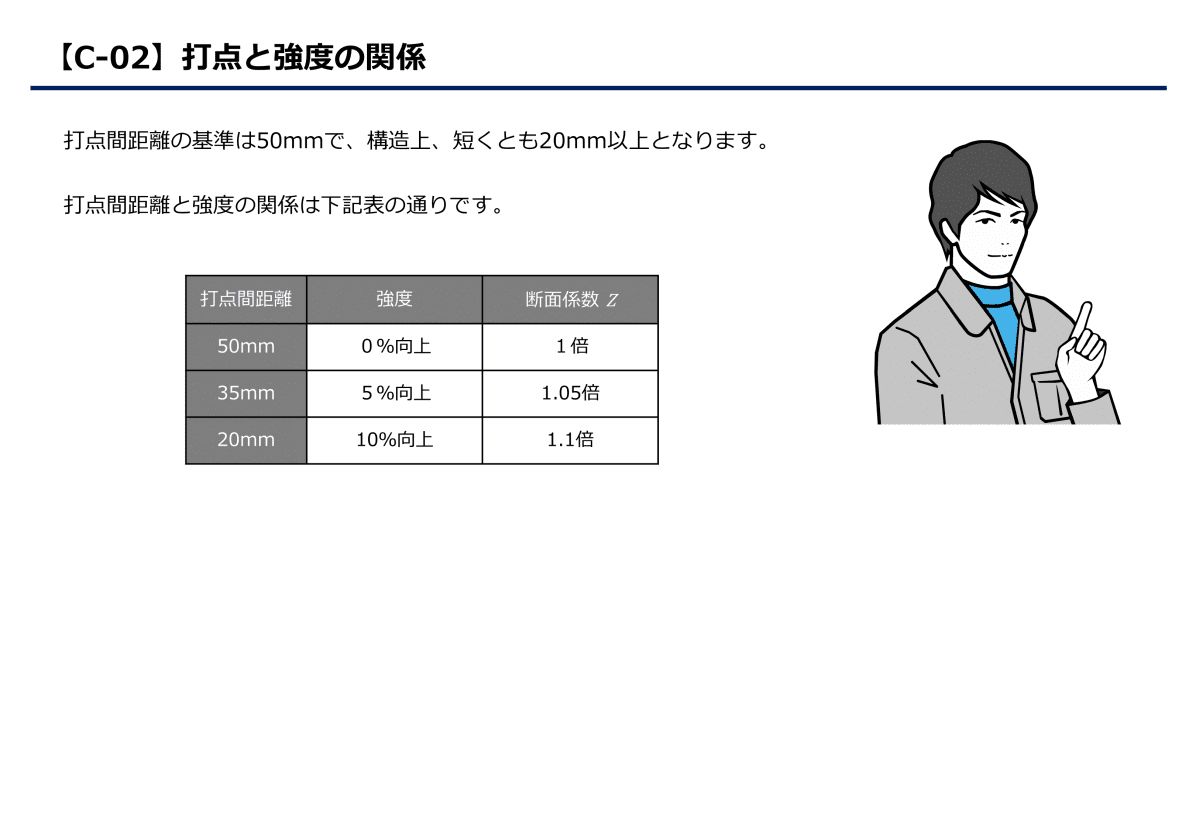 【C-02】打点と強度の関係
打点間距離の基準は50mmで、構造上、短くとも20mm以上となります。
打点間距離と強度の関係は下記表の通りです。
打点間距離 強度 断面係数 Z
50mm 0％向上 1倍
35mm 5％向上 1.05倍
20mm 10%向上 1.1倍